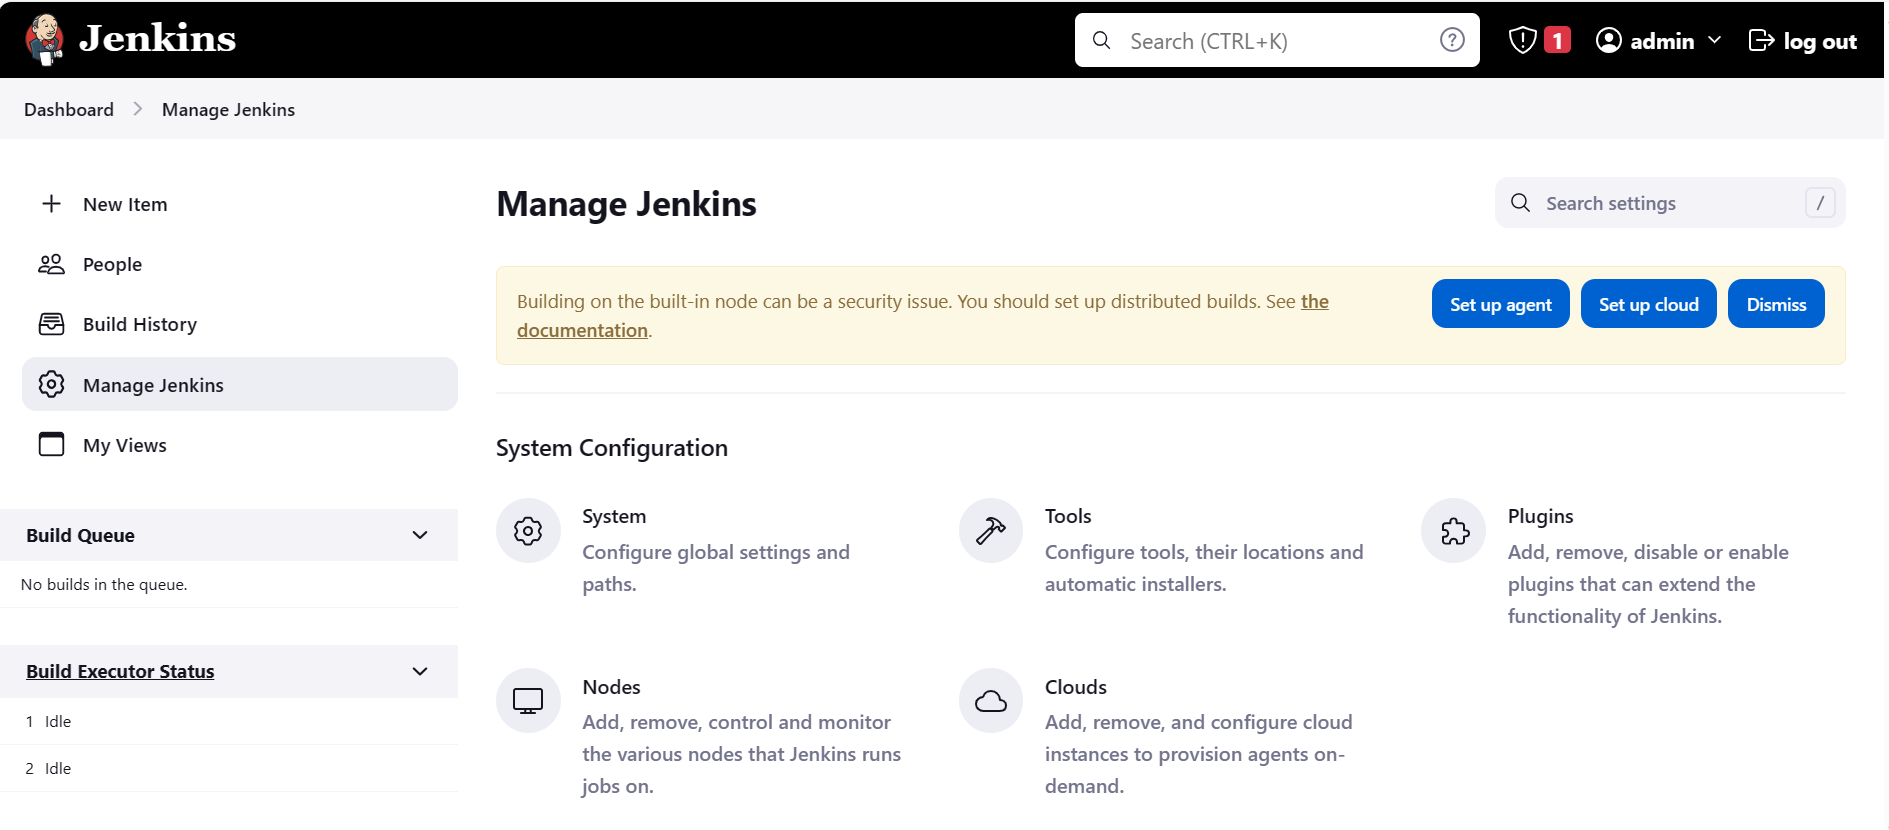 Jenkins
Search (CTRL+K)
?
1
admin
log out
Dashboard
Manage Jenkins
New Item
People
Build History
Manage Jenkins
My Views
Build Queue
No builds in the queue.
Build Executor Status
1 Idle
2 Idle
Manage Jenkins
Search settings
/
Building on the built-in node can be a security issue. You should set up distributed builds. See the
documentation.
Set up agent
Set up cloud
Dismiss
System Configuration
System
Configure global settings and
paths.
Tools
Configure tools, their locations and
automatic installers.
Plugins
Add, remove, disable or enable
plugins that can extend the
functionality of Jenkins.
Nodes
Add, remove, control and monitor
the various nodes that Jenkins runs
jobs on.
Clouds
Add, remove, and configure cloud
instances to provision agents on-
demand.